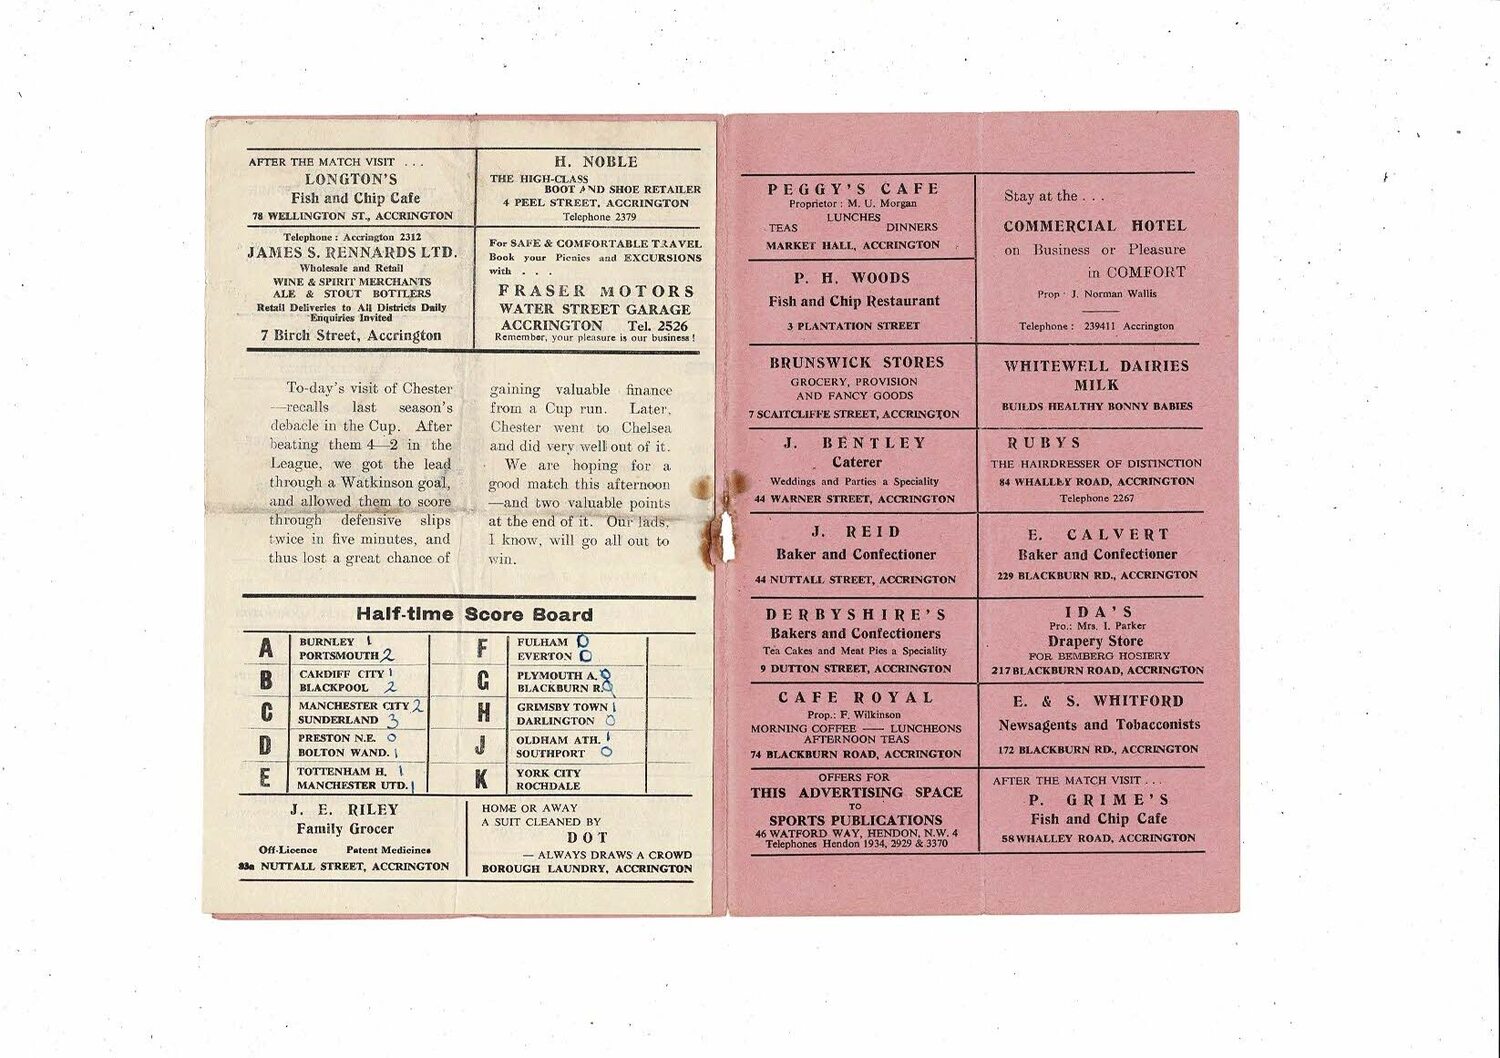 AFTER THE MATCH VISIT . . .
LONGTON'S
Fish and Chip Cafe
78 WELLINGTON ST., ACCRINGTON
H. NOBLE
THE HIGH-CLASS
BOOT AND SHOE RETAILER
4 PEEL STREET, ACCRINGTON
Telephone 2379
Telephone : Accrington 2312
JAMES S. RENNARDS LTD.
Wholesale and Retail
WINE & SPIRIT MERCHANTS
ALE & STOUT BOTTLERS
Retail Deliveries to All Districts Daily
Enquiries Invited
7 Birch Street, Accrington
For SAFE & COMFORTABLE TRAVEL
Book your Picnics and EXCURSIONS
with . . .
FRASER MOTORS
WATER STREET GARAGE
ACCRINGTON Tel. 2526
Remember, your pleasure is our business !
To-day's visit of Chester
—recalls last season's
debacle in the Cup. After
beating them 4—2 in the
League, we got the lead
through a Watkinson goal,
and allowed them to score
through defensive slips
twice in five minutes, and
thus lost a great chance of
gaining valuable finance
from a Cup run. Later,
Chester went to Chelsea
and did very well out of it.
We are hoping for a
good match this afternoon
—and two valuable points
at the end of it. Our lads,
I know, will go all out to
win.
Half-time Score Board
A
BURNLEY 1
PORTSMOUTH 2
B
CARDIFF CITY 1
BLACKPOOL 2
C
MANCHESTER CITY 2
SUNDERLAND 3
D
PRESTON N.E. 0
BOLTON WAND. 1
E
TOTTENHAM H. 1
MANCHESTER UTD. 1
F
FULHAM 0
EVERTON 0
G
PLYMOUTH A.
BLACKBURN R.
H
GRIMSBY TOWN 1
DARLINGTON 0
J
OLDHAM ATH. 1
SOUTHPORT 0
K
YORK CITY
ROCHDALE
J. E. RILEY
Family Grocer
Off-Licence Patent Medicines
83a NUTTALL STREET, ACCRINGTON
HOME OR AWAY
A SUIT CLEANED BY
DOT
— ALWAYS DRAWS A CROWD
BOROUGH LAUNDRY, ACCRINGTON
PEGGY'S CAFE
Proprietor : M. U. Morgan
LUNCHES
TEAS DINNERS
MARKET HALL, ACCRINGTON
P. H. WOODS
Fish and Chip Restaurant
3 PLANTATION STREET
Stay at the . . .
COMMERCIAL HOTEL
on Business or Pleasure
in COMFORT
Prop · J. Norman Wallis
Telephone : 239411 Accrington
BRUNSWICK STORES
GROCERY, PROVISION
AND FANCY GOODS
7 SCAITCLIFFE STREET, ACCRINGTON
WHITEWELL DAIRIES
MILK
BUILDS HEALTHY BONNY BABIES
J. BENTLEY
Caterer
Weddings and Parties a Speciality
44 WARNER STREET, ACCRINGTON
RUBYS
THE HAIRDRESSER OF DISTINCTION
84 WHALLEY ROAD, ACCRINGTON
Telephone 2267
J. REID
Baker and Confectioner
44 NUTTALL STREET, ACCRINGTON
E. CALVERT
Baker and Confectioner
229 BLACKBURN RD., ACCRINGTON
DERBYSHIRE'S
Bakers and Confectioners
Tea Cakes and Meat Pies a Speciality
9 DUTTON STREET, ACCRINGTON
IDA'S
Pro.: Mrs. I. Parker
Drapery Store
FOR BEMBERG HOSIERY
217 BLACKBURN ROAD, ACCRINGTON
CAFE ROYAL
Prop.: F. Wilkinson
MORNING COFFEE — LUNCHEONS
AFTERNOON TEAS
74 BLACKBURN ROAD, ACCRINGTON
E. & S. WHITFORD
Newsagents and Tobacconists
172 BLACKBURN RD., ACCRINGTON
OFFERS FOR
THIS ADVERTISING SPACE
TO
SPORTS PUBLICATIONS
46 WATFORD WAY, HENDON, N.W. 4
Telephones Hendon 1934, 2929 & 3370
AFTER THE MATCH VISIT . . .
P. GRIME'S
Fish and Chip Cafe
58 WHALLEY ROAD, ACCRINGTON